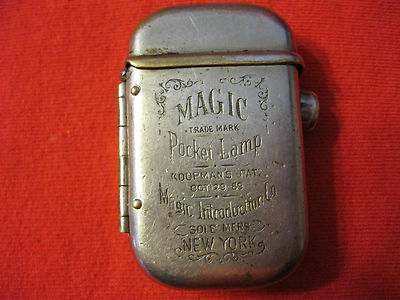 MAGIC
TRADE MARK
Pocket Lamp
KOOPMAN'S PAT.
OCT 29 89
Magic Introduction Co
SOLE MFRS
NEW YORK